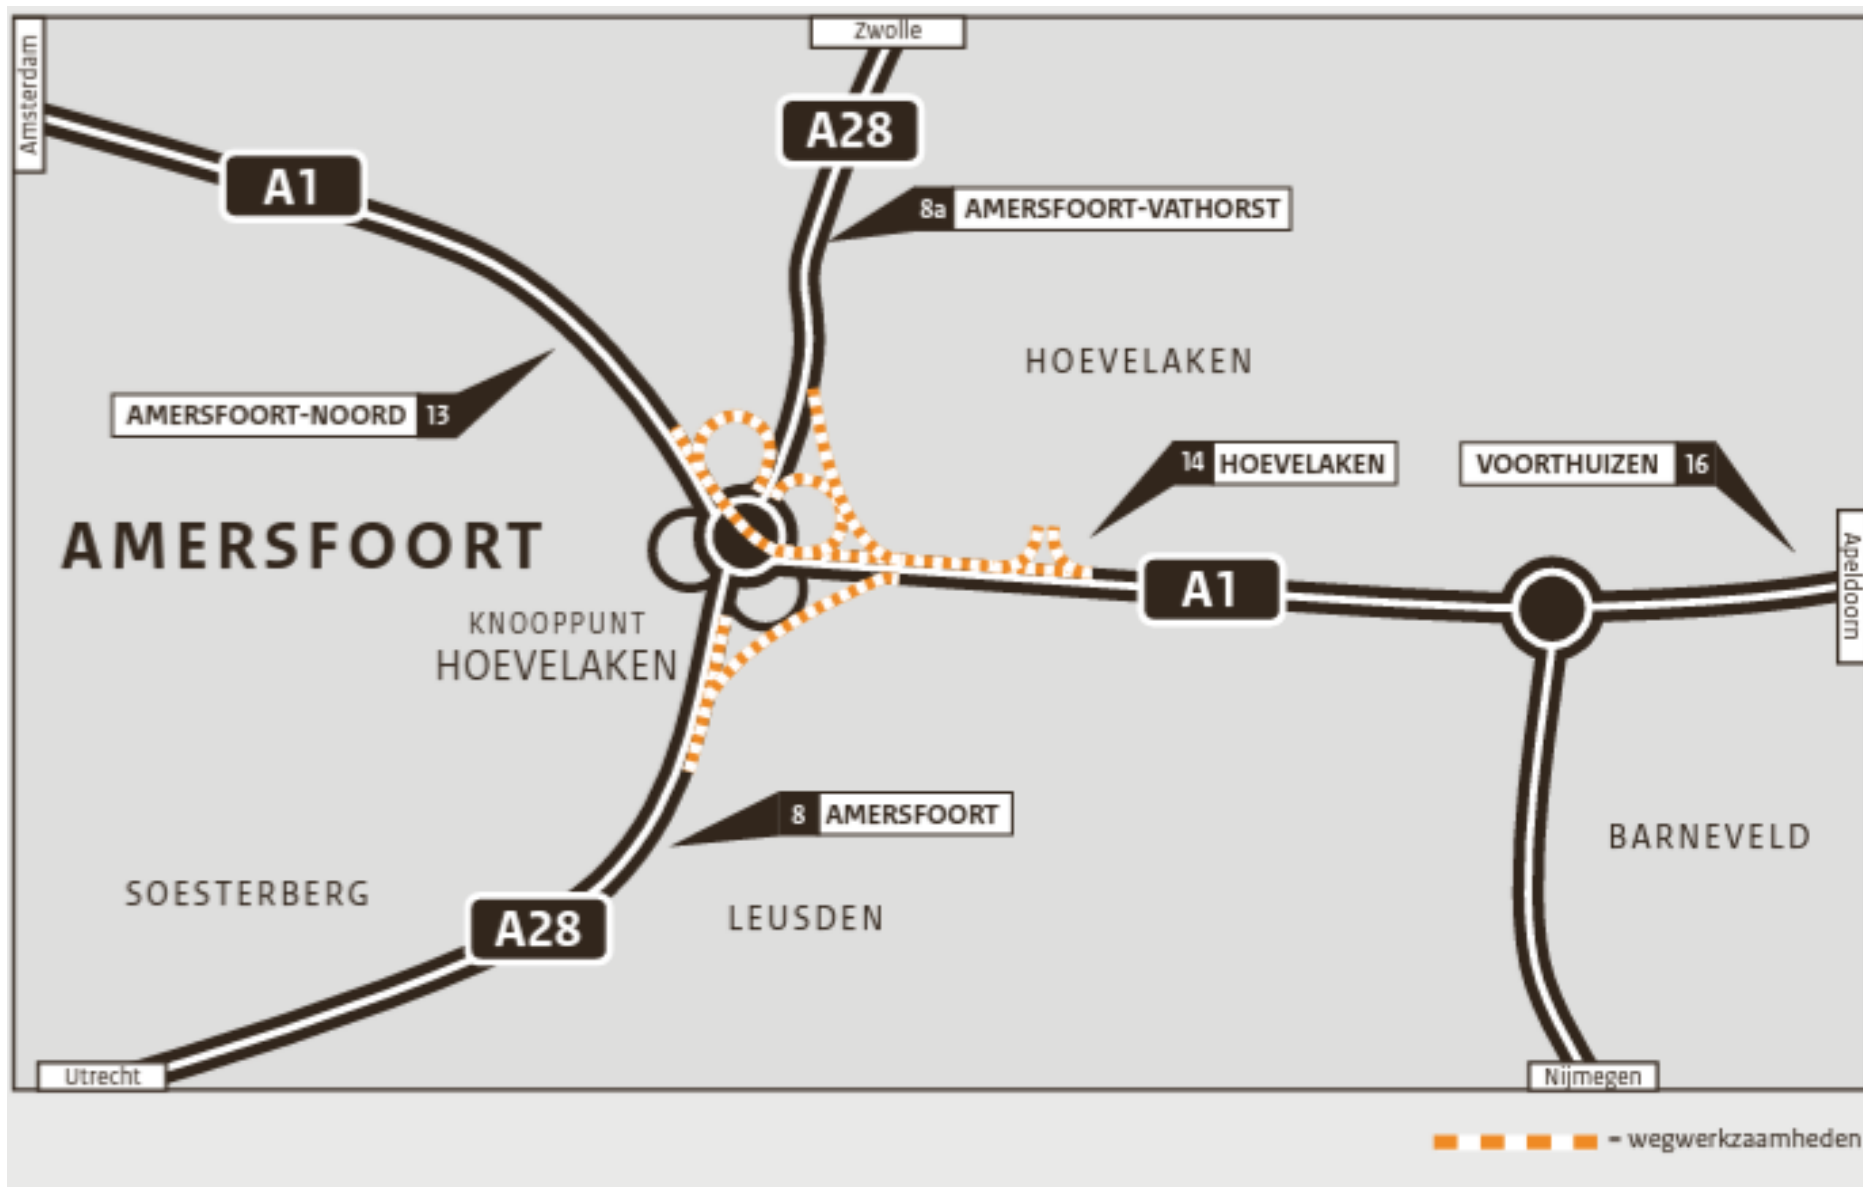 Zwolle
Amsterdam
A28
A1
8a AMERSFOORT-VATHORST
HOEVELAKEN
AMERSFOORT-NOORD 13
14 HOEVELAKEN
VOORTHUIZEN 16
AMERSFOORT
Apeldoorn
A1
KNOOPPUNT
HOEVELAKEN
8 AMERSFOORT
BARNEVELD
SOESTERBERG
LEUSDEN
A28
Utrecht
Nijmegen
= wegwerkzaamheden